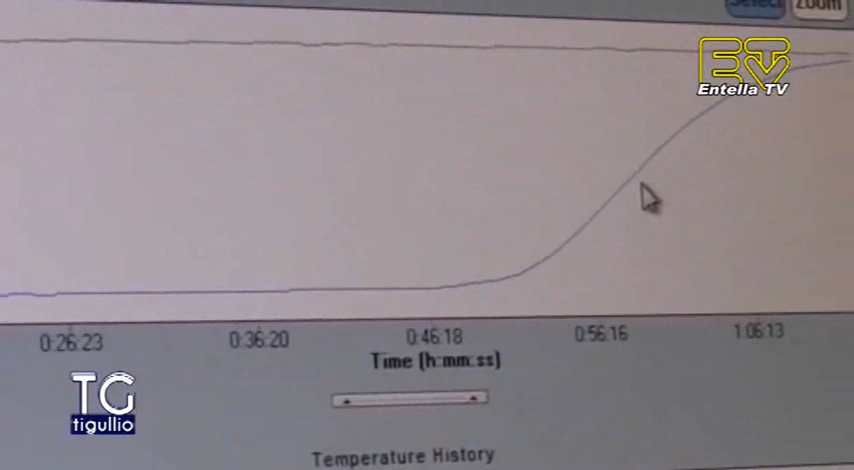 Select
Zoom
ETV
Entella TV
0:26:23
0:36:20
0:46:18
0:56:16
1:06:13
Time (h:mm:ss)
TG
tigullio
Temperature History